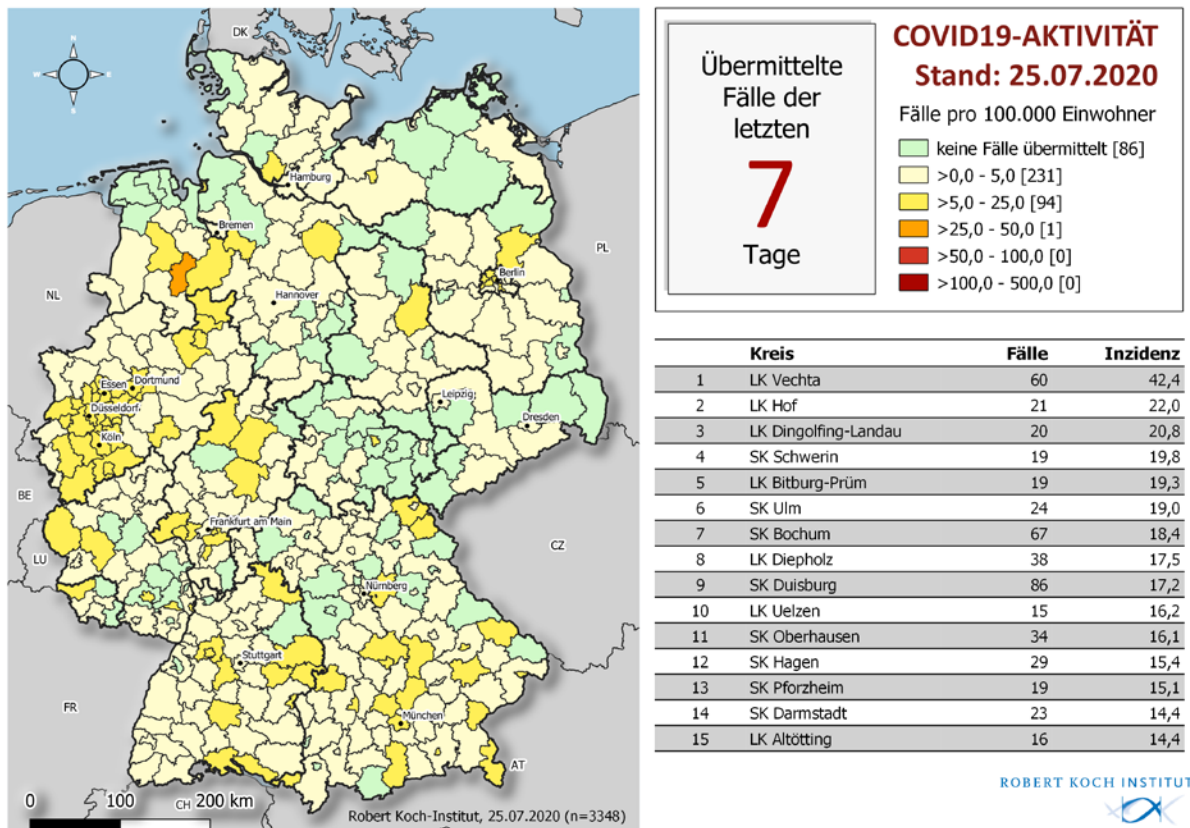 DK
N
W
E
S
Hamburg
Bremen
PL
Berlin
NL
Hannover
Essen
Dortmund
Düsseldorf
Leipzig
Köln
Dresden
BE
Frankfurt am Main
LU
CZ
Nürnberg
Stuttgart
FR
München
AT
0 100 200 km
CH
Robert Koch-Institut, 25.07.2020 (n=3348)
Übermittelte
Fälle der
letzten
7
Tage
COVID19-AKTIVITÄT
Stand: 25.07.2020
Fälle pro 100.000 Einwohner
keine Fälle übermittelt [86]
>0,0 - 5,0 [231]
>5,0 - 25,0 [94]
>25,0 - 50,0 [1]
>50,0 - 100,0 [0]
>100,0 - 500,0 [0]
Kreis Fälle Inzidenz
1 LK Vechta 60 42,4
2 LK Hof 21 22,0
3 LK Dingolfing-Landau 20 20,8
4 SK Schwerin 19 19,8
5 LK Bitburg-Prüm 19 19,3
6 SK Ulm 24 19,0
7 SK Bochum 67 18,4
8 LK Diepholz 38 17,5
9 SK Duisburg 86 17,2
10 LK Uelzen 15 16,2
11 SK Oberhausen 34 16,1
12 SK Hagen 29 15,4
13 SK Pforzheim 19 15,1
14 SK Darmstadt 23 14,4
15 LK Altötting 16 14,4
ROBERT KOCH INSTITUT